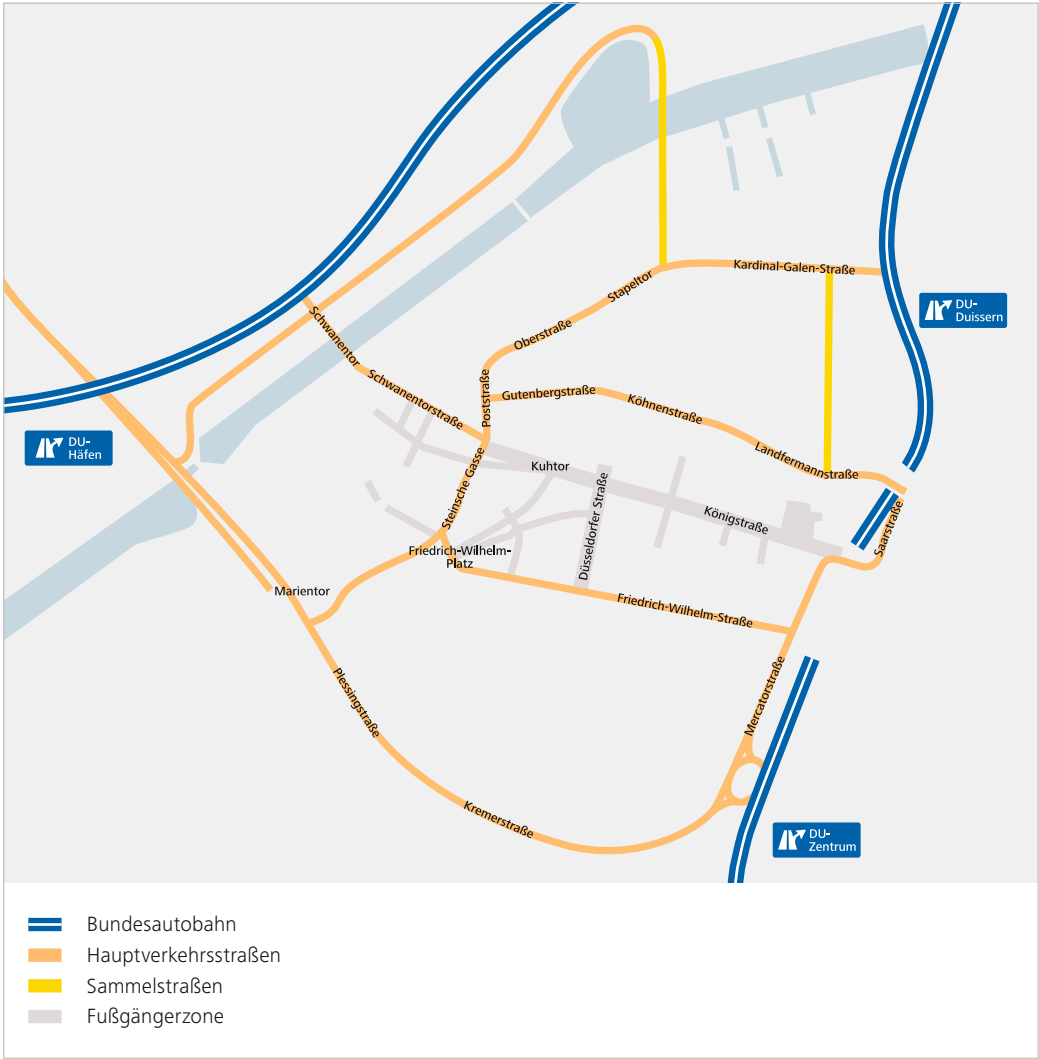 Kardinal-Galen-Straße
Stapeltor
DU-
Duissern
Schwanentor
Oberstraße
Schwanentorstraße
Poststraße
Gutenbergstraße
Köhnenstraße
DU-
Häfen
Landfermannstraße
Kuhtor
Steinsche Gasse
Düsseldorfer Straße
Königstraße
Saarstraße
Friedrich-Wilhelm-
Platz
Marientor
Friedrich-Wilhelm-Straße
Plessingstraße
Mercatorstraße
Kremerstraße
DU-
Zentrum
Bundesautobahn
Hauptverkehrsstraßen
Sammelstraßen
Fußgängerzone